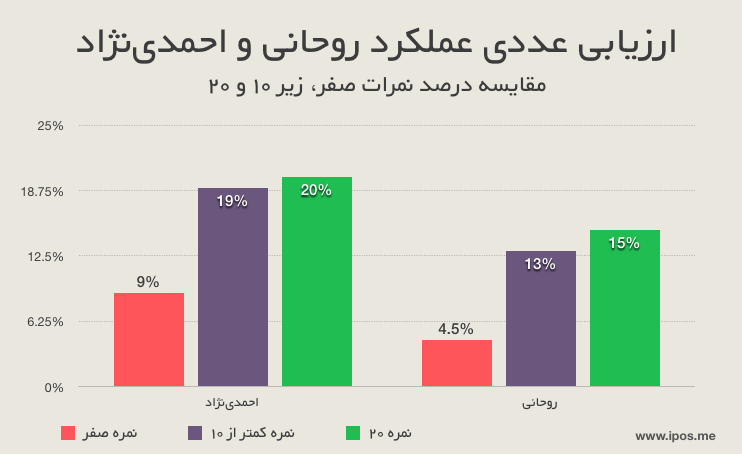 ارزیابی عددی عملکرد روحانی و احمدی‌نژاد
مقایسه درصد نمرات صفر، زیر ۱۰ و ۲۰
25%
18.75%
12.5%
6.25%
0%
9%
19%
20%
4.5%
13%
15%
احمدی‌نژاد
روحانی
نمره صفر
نمره کمتر از ۱۰
نمره ۲۰
www.ipos.me